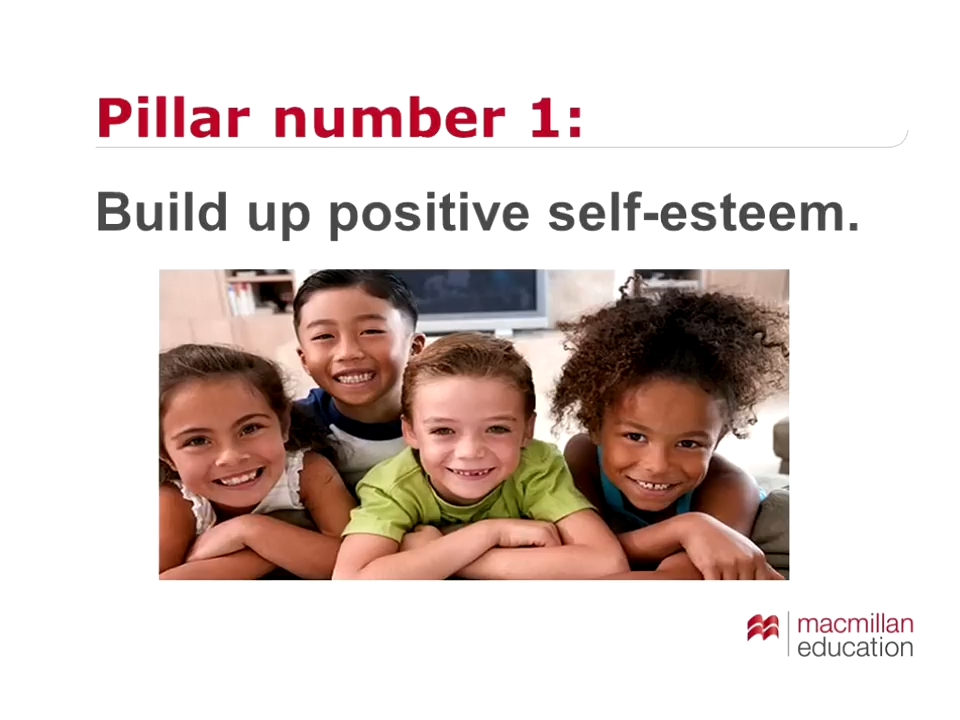 Pillar number 1:
Build up positive self-esteem.
macmillan
education